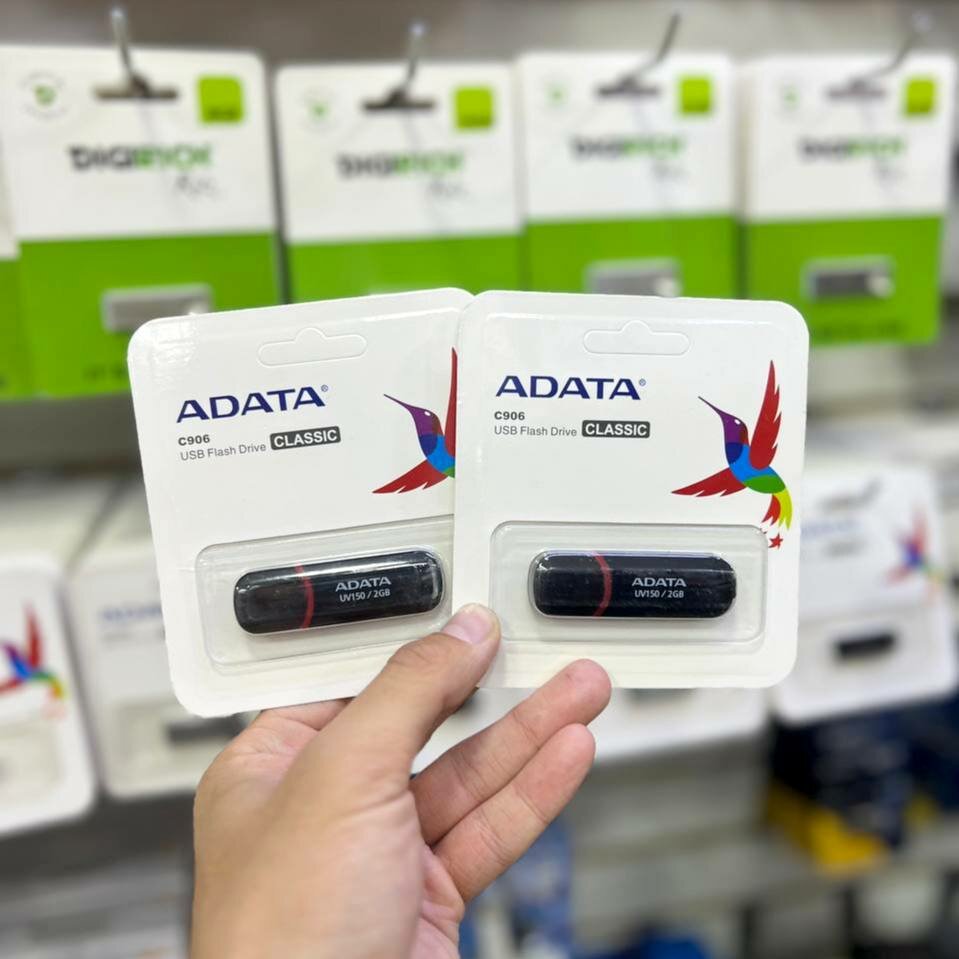 ADATA®
C906
USB Flash Drive CLASSIC
ADATA
UV150 / 2GB
ADATA®
C906
USB Flash Drive CLASSIC
ADATA
UV150 / 2GB